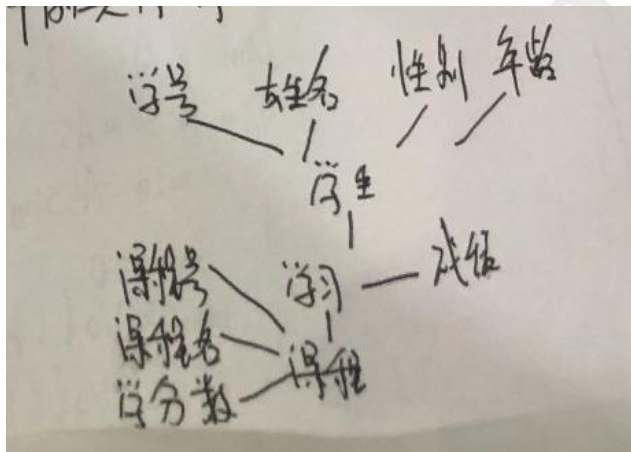 学号 姓名 性别 年龄
学生
学习 成绩
课程号
课程名
课程
学分数